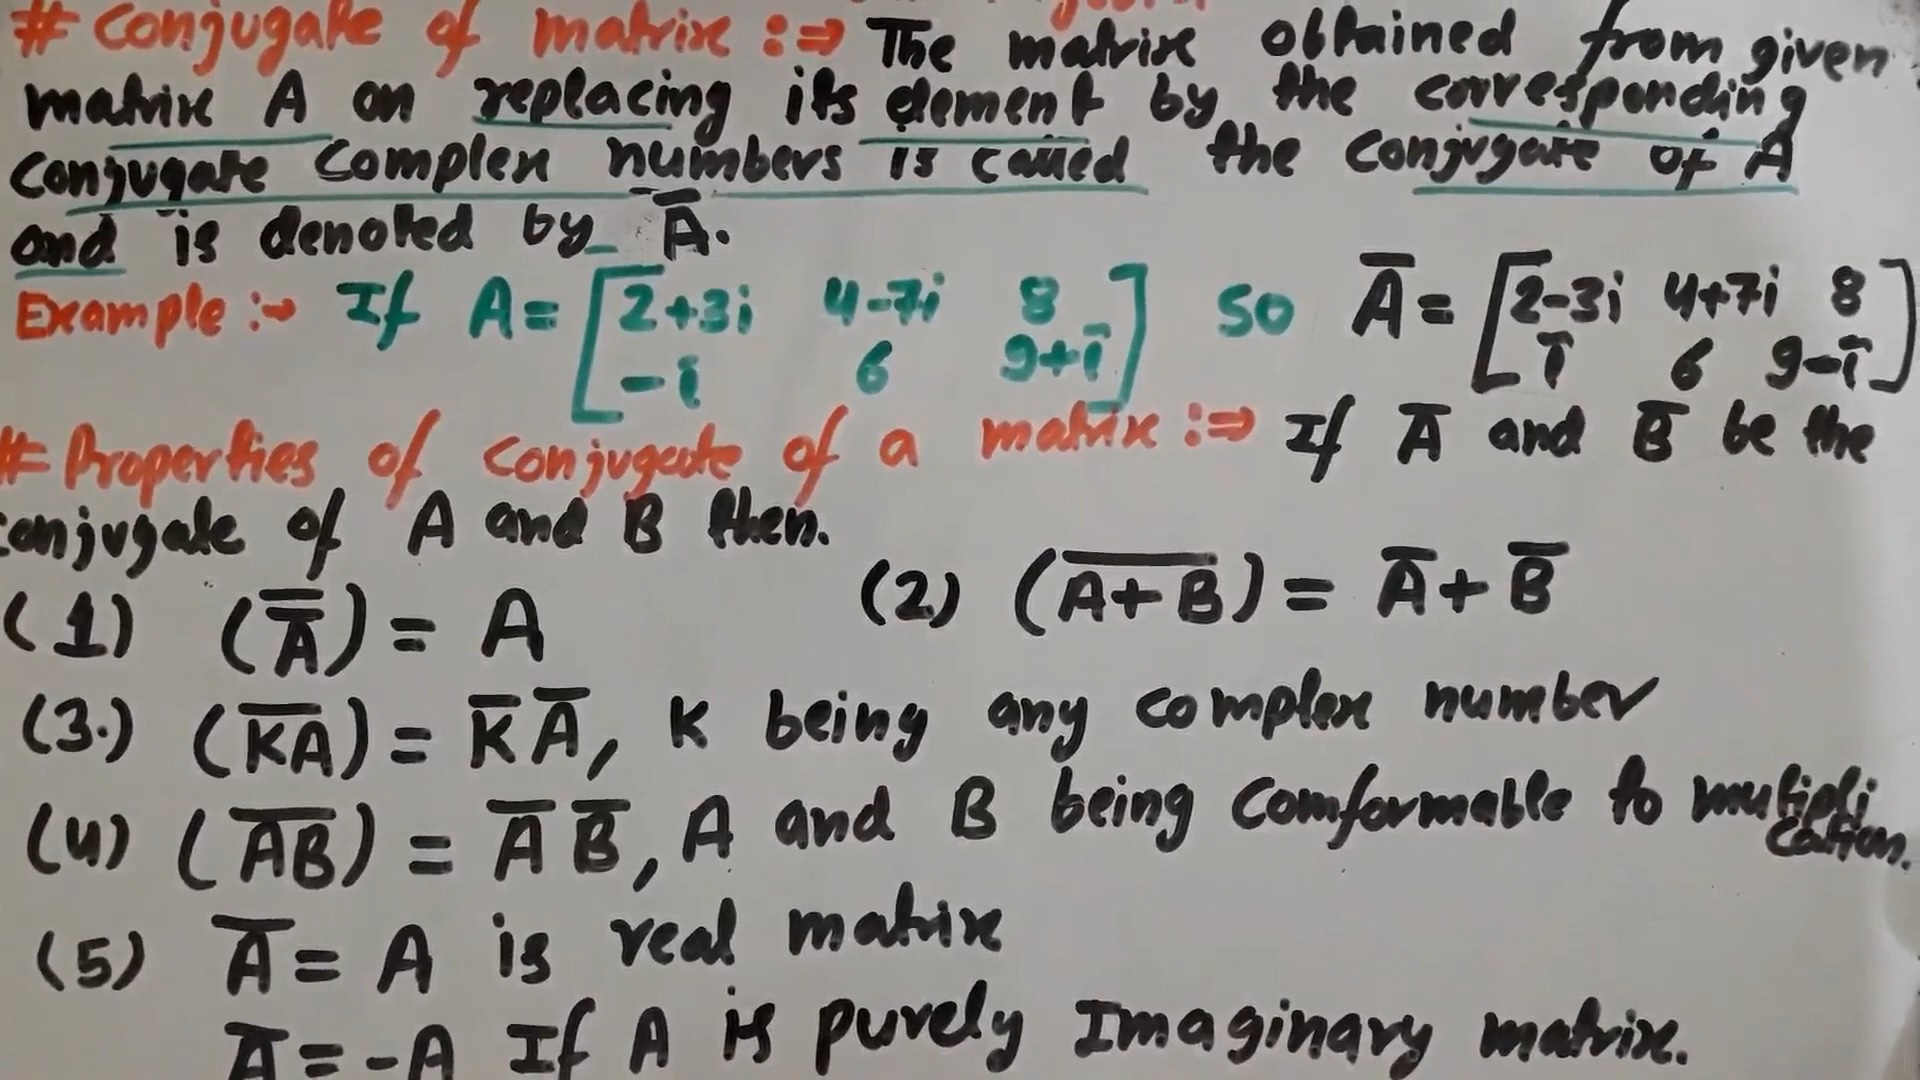 # Conjugate of matrix :⇒ The matrix obtained from given
matrix A on replacing its element by the corresponding
Conjugate Complex numbers is called the Conjugate of A
and is denoted by A̅.
Example :→ If A = [2+3i 4-7i 8 so A̅ = [2-3i 4+7i 8
-i 6 9+i] i 6 9-i]
# Properties of conjugate of a matrix :⇒ If A̅ and B̅ be the
conjugate of A and B then.
(1) (A̿) = A (2) (A̅+̅B̅) = A̅ + B̅
(3.) (K̅A̅) = K̅ A̅, K being any complex number
(4) (A̅B̅) = A̅ B̅, A and B being Comformable to multipli
cation.
(5) A̅ = A is real matrix
A̅ = -A If A is purely Imaginary matrix.